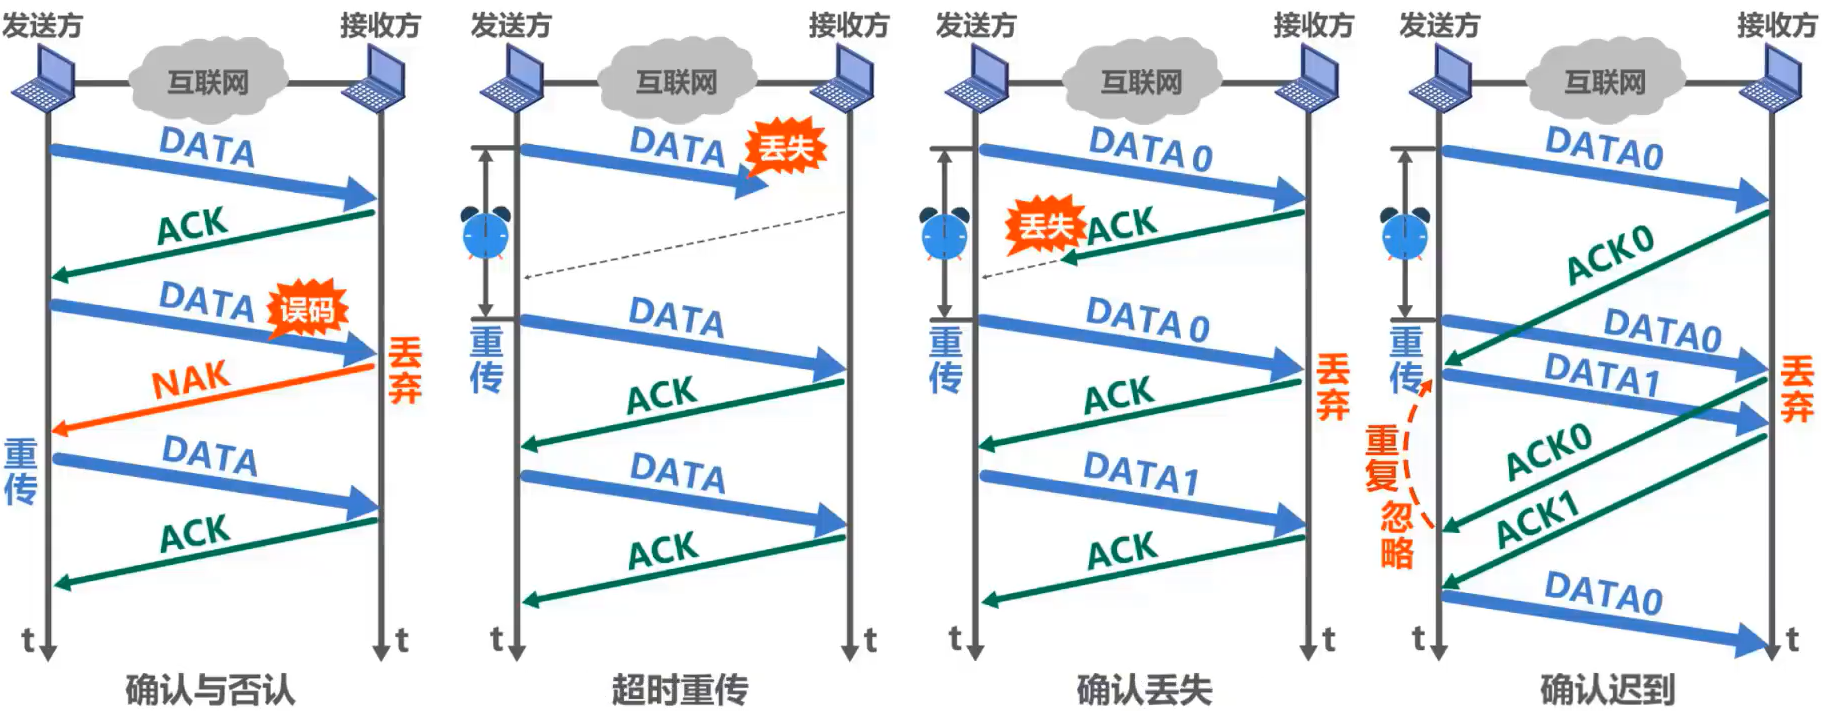 发送方
接收方
互联网
DATA
ACK
DATA
误码
丢弃
NAK
重传
DATA
ACK
t
t
确认与否认
发送方
接收方
互联网
DATA
丢失
重传
DATA
ACK
DATA
ACK
t
t
超时重传
发送方
接收方
互联网
DATA 0
丢失
ACK
重传
DATA 0
丢弃
ACK
DATA1
ACK
t
t
确认丢失
发送方
接收方
互联网
DATA0
ACK0
重传
DATA0
DATA1
丢弃
重复
忽略
ACK0
ACK1
DATA0
t
t
确认迟到